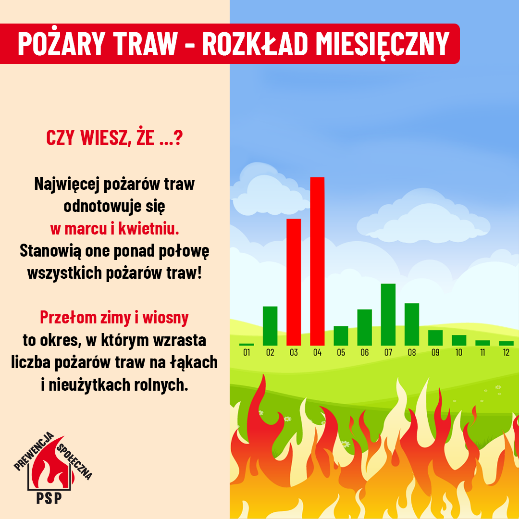 POŻARY TRAW - ROZKŁAD MIESIĘCZNY
CZY WIESZ, ŻE ...?
Najwięcej pożarów traw
odnotowuje się
w marcu i kwietniu.
Stanowią one ponad połowę
wszystkich pożarów traw!
Przełom zimy i wiosny
to okres, w którym wzrasta
liczba pożarów traw na łąkach
i nieużytkach rolnych.
01 02 03 04 05 06 07 08 09 10 11 12
PREWENCJA SPOŁECZNA
PSP